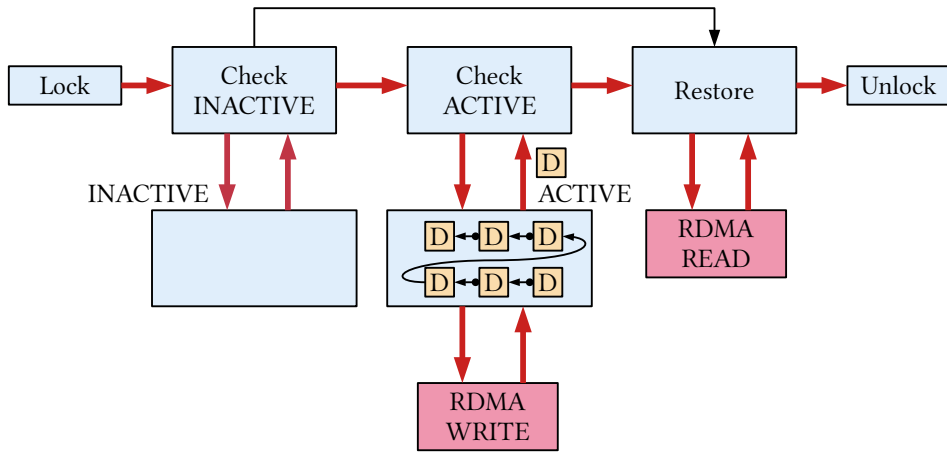 Lock
Check
INACTIVE
Check
ACTIVE
Restore
Unlock
INACTIVE
D
ACTIVE
D D D
D D D
RDMA
READ
RDMA
WRITE